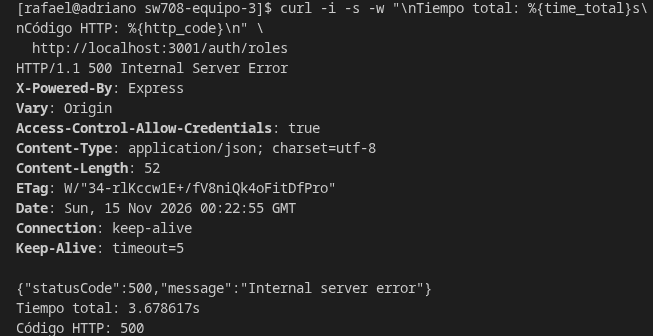 [rafael@adriano sw708-equipo-3]$ curl -i -s -w "\nTiempo total: %{time_total}s\
nCódigo HTTP: %{http_code}\n" \
  http://localhost:3001/auth/roles
HTTP/1.1 500 Internal Server Error
X-Powered-By: Express
Vary: Origin
Access-Control-Allow-Credentials: true
Content-Type: application/json; charset=utf-8
Content-Length: 52
ETag: W/"34-rlKccw1E+/fV8niQk4oFitDfPro"
Date: Sun, 15 Nov 2026 00:22:55 GMT
Connection: keep-alive
Keep-Alive: timeout=5

{"statusCode":500,"message":"Internal server error"}
Tiempo total: 3.678617s
Código HTTP: 500